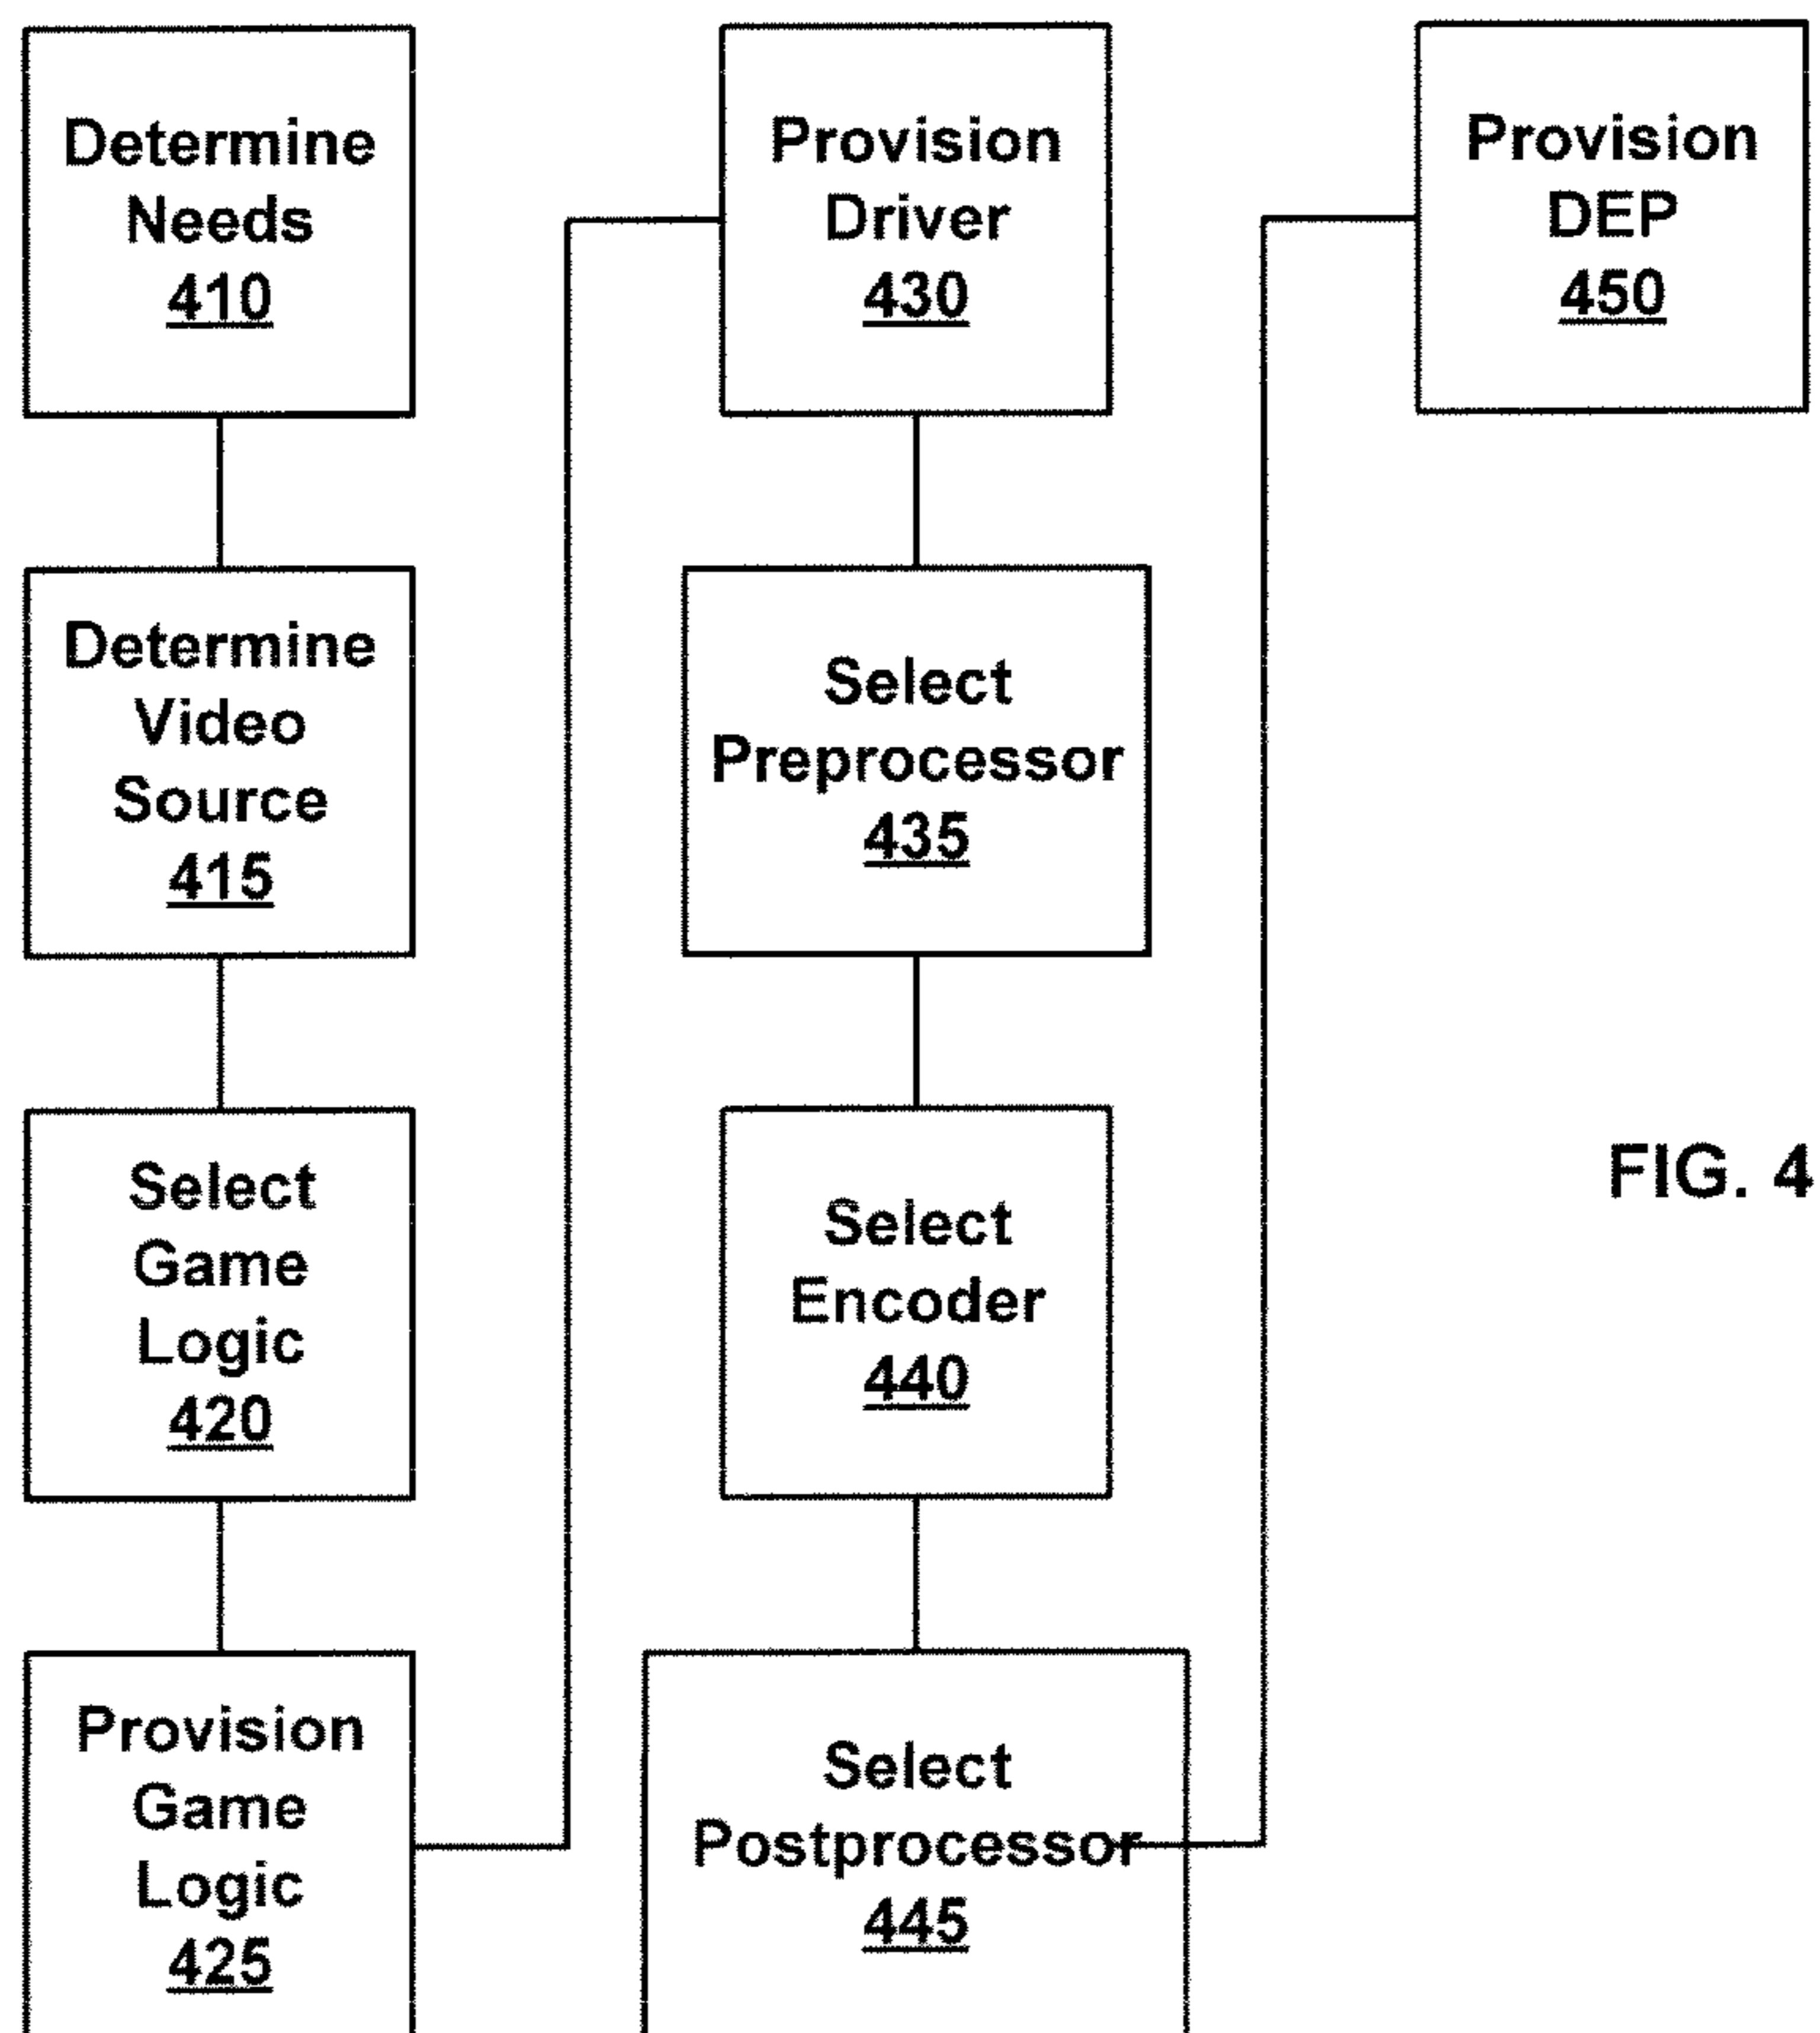 Determine
Needs
410
Determine
Video
Source
415
Select
Game
Logic
420
Provision
Game
Logic
425
Provision
Driver
430
Select
Preprocessor
435
Select
Encoder
440
Select
Postprocessor
445
Provision
DEP
450
FIG. 4